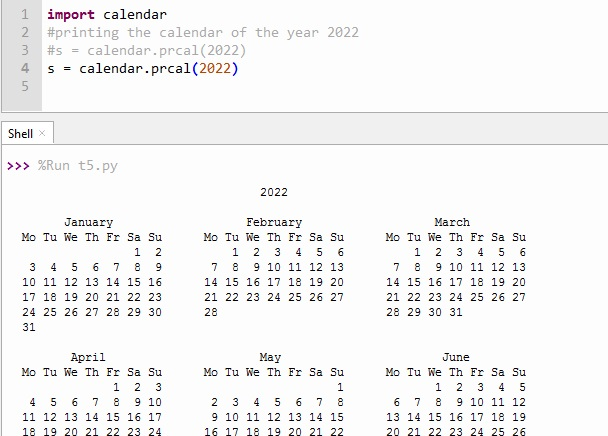 1 import calendar
2 #printing the calendar of the year 2022
3 #s = calendar.prcal(2022)
4 s = calendar.prcal(2022)
5
Shell ×
>>> %Run t5.py
2022
January February March
Mo Tu We Th Fr Sa Su Mo Tu We Th Fr Sa Su Mo Tu We Th Fr Sa Su
1 2 1 2 3 4 5 6 1 2 3 4 5 6
3 4 5 6 7 8 9 7 8 9 10 11 12 13 7 8 9 10 11 12 13
10 11 12 13 14 15 16 14 15 16 17 18 19 20 14 15 16 17 18 19 20
17 18 19 20 21 22 23 21 22 23 24 25 26 27 21 22 23 24 25 26 27
24 25 26 27 28 29 30 28 28 29 30 31
31
April May June
Mo Tu We Th Fr Sa Su Mo Tu We Th Fr Sa Su Mo Tu We Th Fr Sa Su
1 2 3 1 1 2 3 4 5
4 5 6 7 8 9 10 2 3 4 5 6 7 8 6 7 8 9 10 11 12
11 12 13 14 15 16 17 9 10 11 12 13 14 15 13 14 15 16 17 18 19
18 19 20 21 22 23 24 16 17 18 19 20 21 22 20 21 22 23 24 25 26